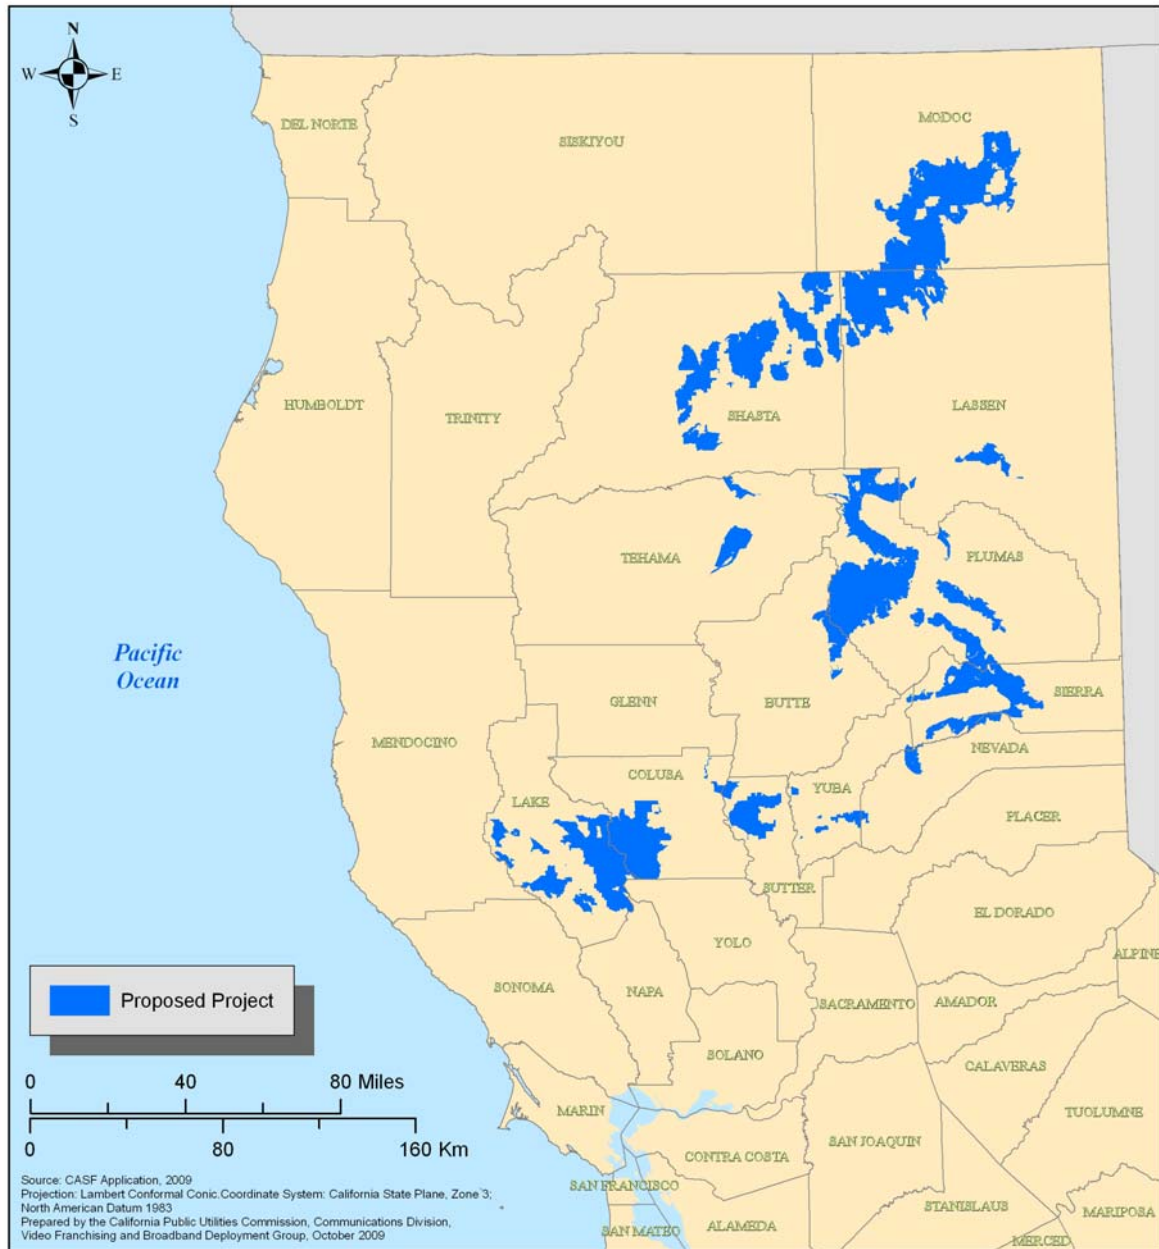 N
W E
S
DEL NORTE
SISKIYOU
MODOC
HUMBOLDT
TRINITY
SHASTA
LASSEN
TEHAMA
PLUMAS
Pacific
Ocean
GLENN
BUTTE
SIERRA
MENDOCINO
NEVADA
COLUSA
LAKE
YUBA
PLACER
SUTTER
EL DORADO
YOLO
ALPINE
SONOMA
NAPA
SACRAMENTO
AMADOR
Proposed Project
SOLANO
CALAVERAS
0 40 80 Miles
MARIN
TUOLUMNE
SAN JOAQUIN
0 80 160 Km
CONTRA COSTA
SAN FRANCISCO
STANISLAUS
MARIPOSA
SAN MATEO
ALAMEDA
MERCED
Source: CASF Application, 2009
Projection: Lambert Conformal Conic.Coordinate System: California State Plane, Zone 3;
North American Datum 1983
Prepared by the California Public Utilities Commission, Communications Division,
Video Franchising and Broadband Deployment Group, October 2009